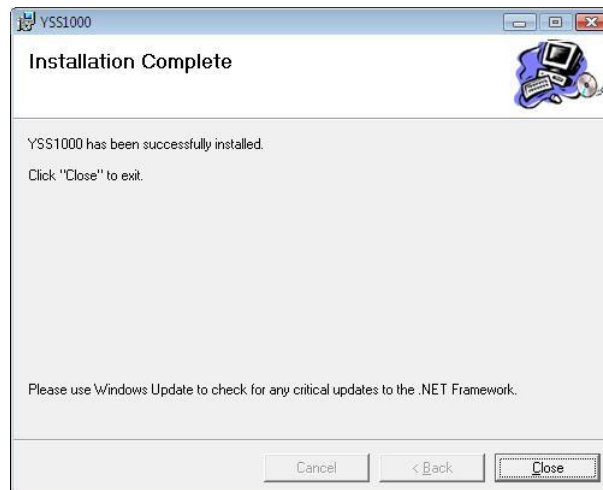 YSS1000
Installation Complete
YSS1000 has been successfully installed.
Click "Close" to exit.
Please use Windows Update to check for any critical updates to the .NET Framework.
Cancel
< Back
Close